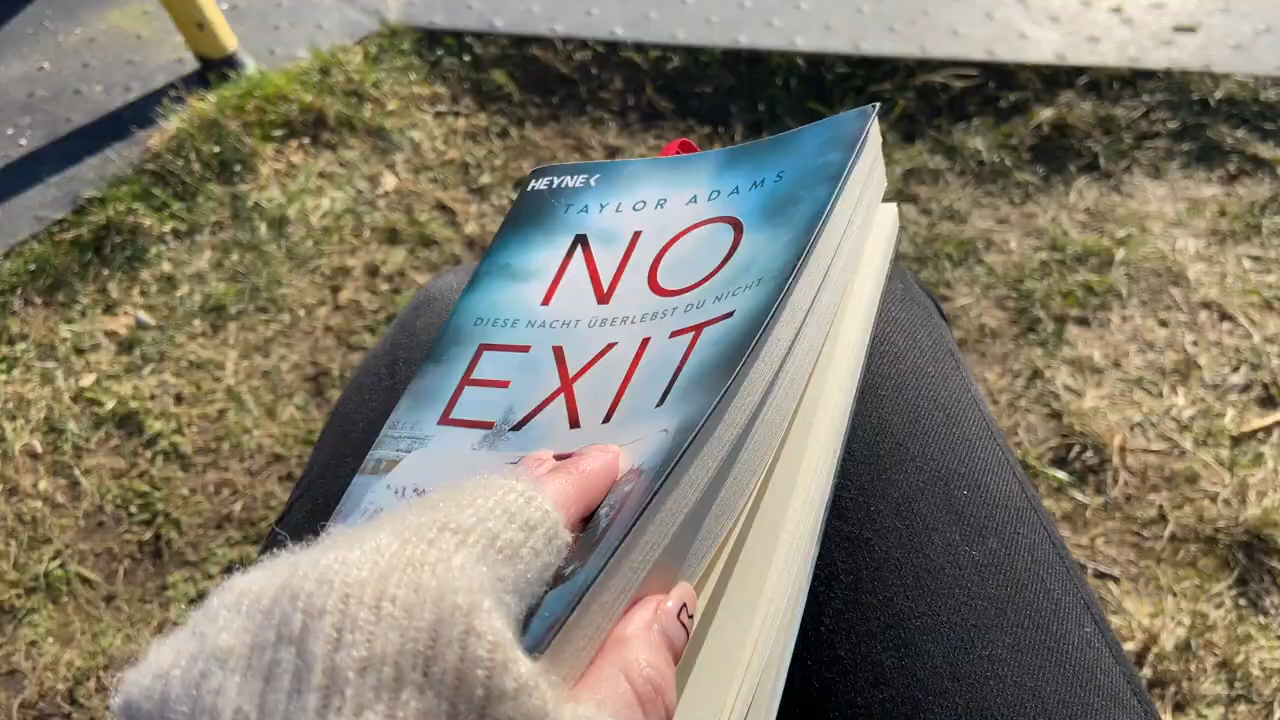 HEYNE<
TAYLOR ADAMS
NO
DIESE NACHT ÜBERLEBST DU NICHT
EXIT